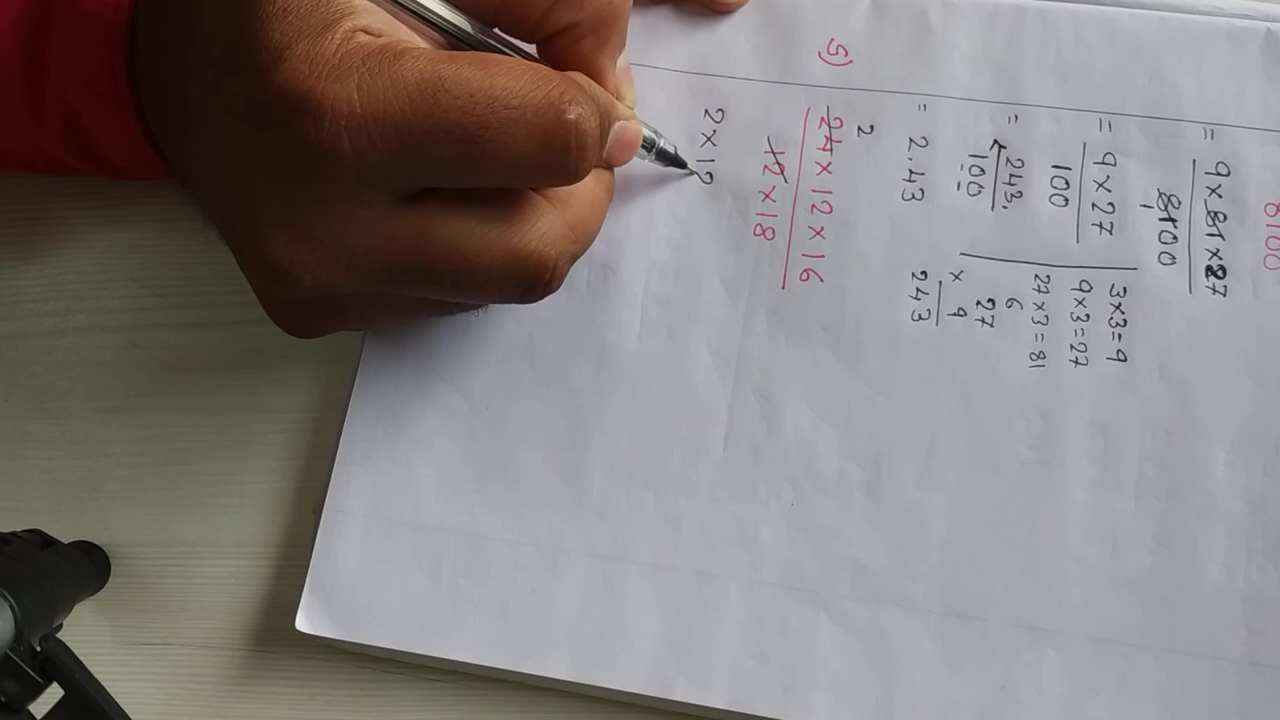 8100
= 9 × 81 × 27
8100
1
= 9 × 27
100
3 × 3 = 9
9 × 3 = 27
27 × 3 = 81
= 243.
100
6
27
× 9
243
= 2.43
5)
2
24 × 12 × 16
12 × 18
2 × 12